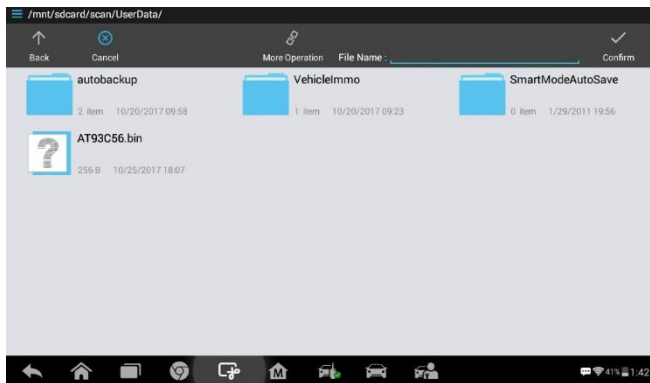 /mnt/sdcard/scan/UserData/
Back
Cancel
More Operation
File Name :
Confirm
autobackup
2 item 10/20/2017 09:58
VehicleImmo
1 item 10/20/2017 09:23
SmartModeAutoSave
0 item 1/29/2011 19:56
?
AT93C56.bin
256 B 10/25/2017 18:07
M
41%
1:42